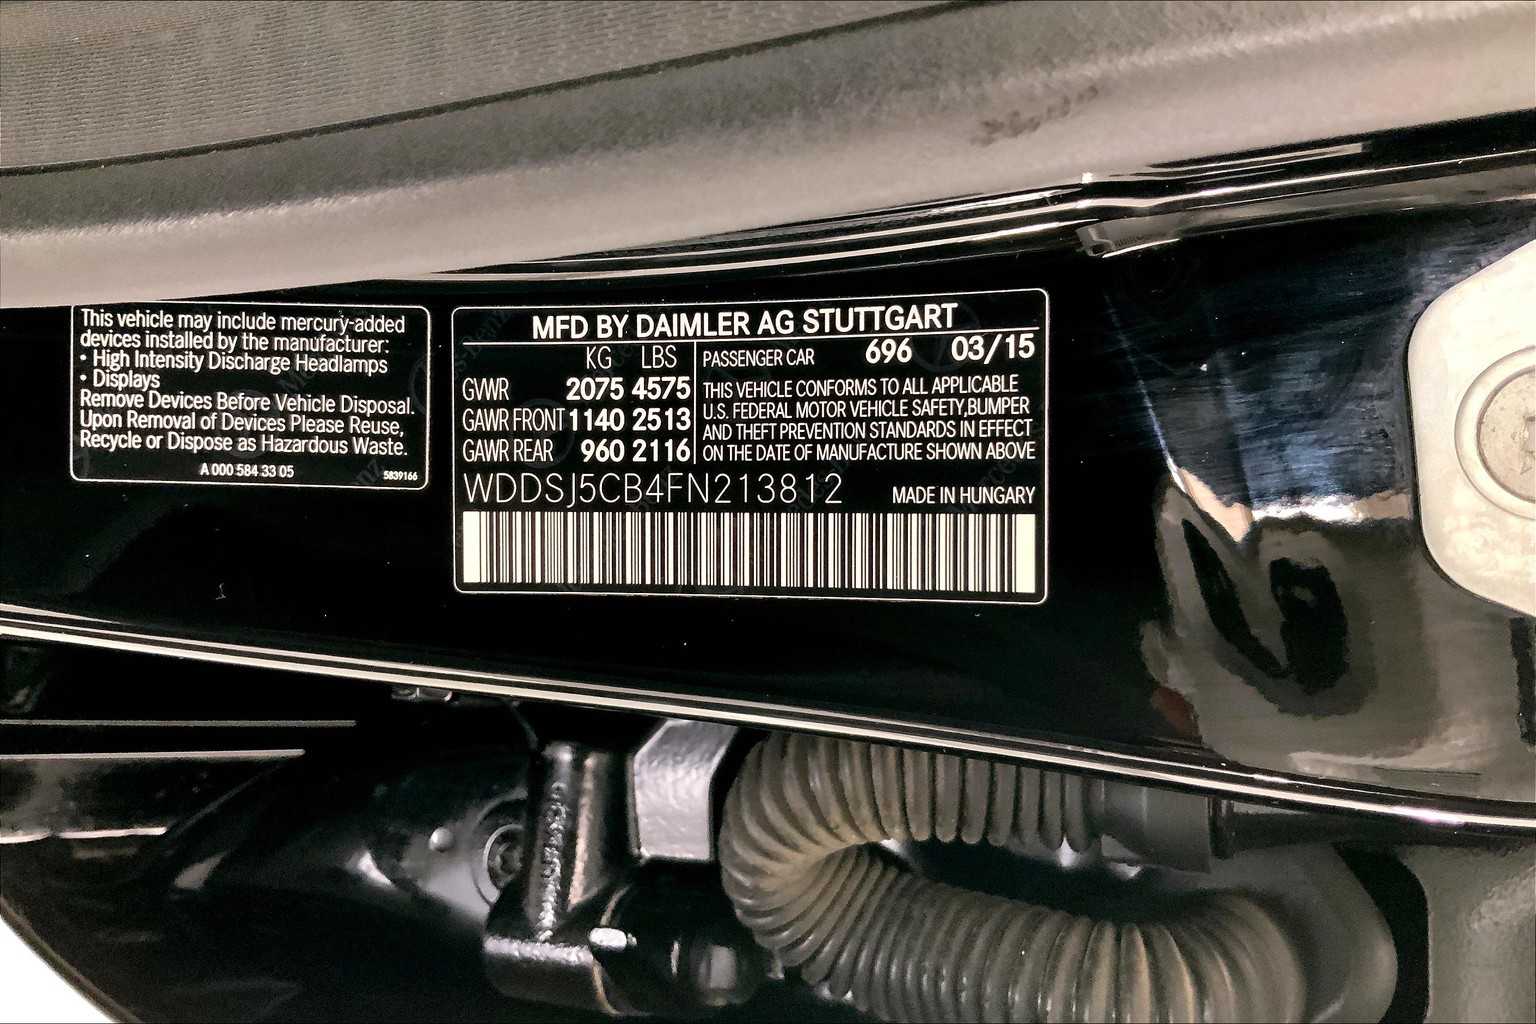 This vehicle may include mercury-added
devices installed by the manufacturer:
• High Intensity Discharge Headlamps
• Displays
Remove Devices Before Vehicle Disposal.
Upon Removal of Devices Please Reuse,
Recycle or Dispose as Hazardous Waste.
A 000 584 33 05
5839166
MFD BY DAIMLER AG STUTTGART
KG LBS
GVWR 2075 4575
GAWR FRONT 1140 2513
GAWR REAR 960 2116
PASSENGER CAR 696 03/15
THIS VEHICLE CONFORMS TO ALL APPLICABLE
U.S. FEDERAL MOTOR VEHICLE SAFETY,BUMPER
AND THEFT PREVENTION STANDARDS IN EFFECT
ON THE DATE OF MANUFACTURE SHOWN ABOVE
WDDSJ5CB4FN213812
MADE IN HUNGARY